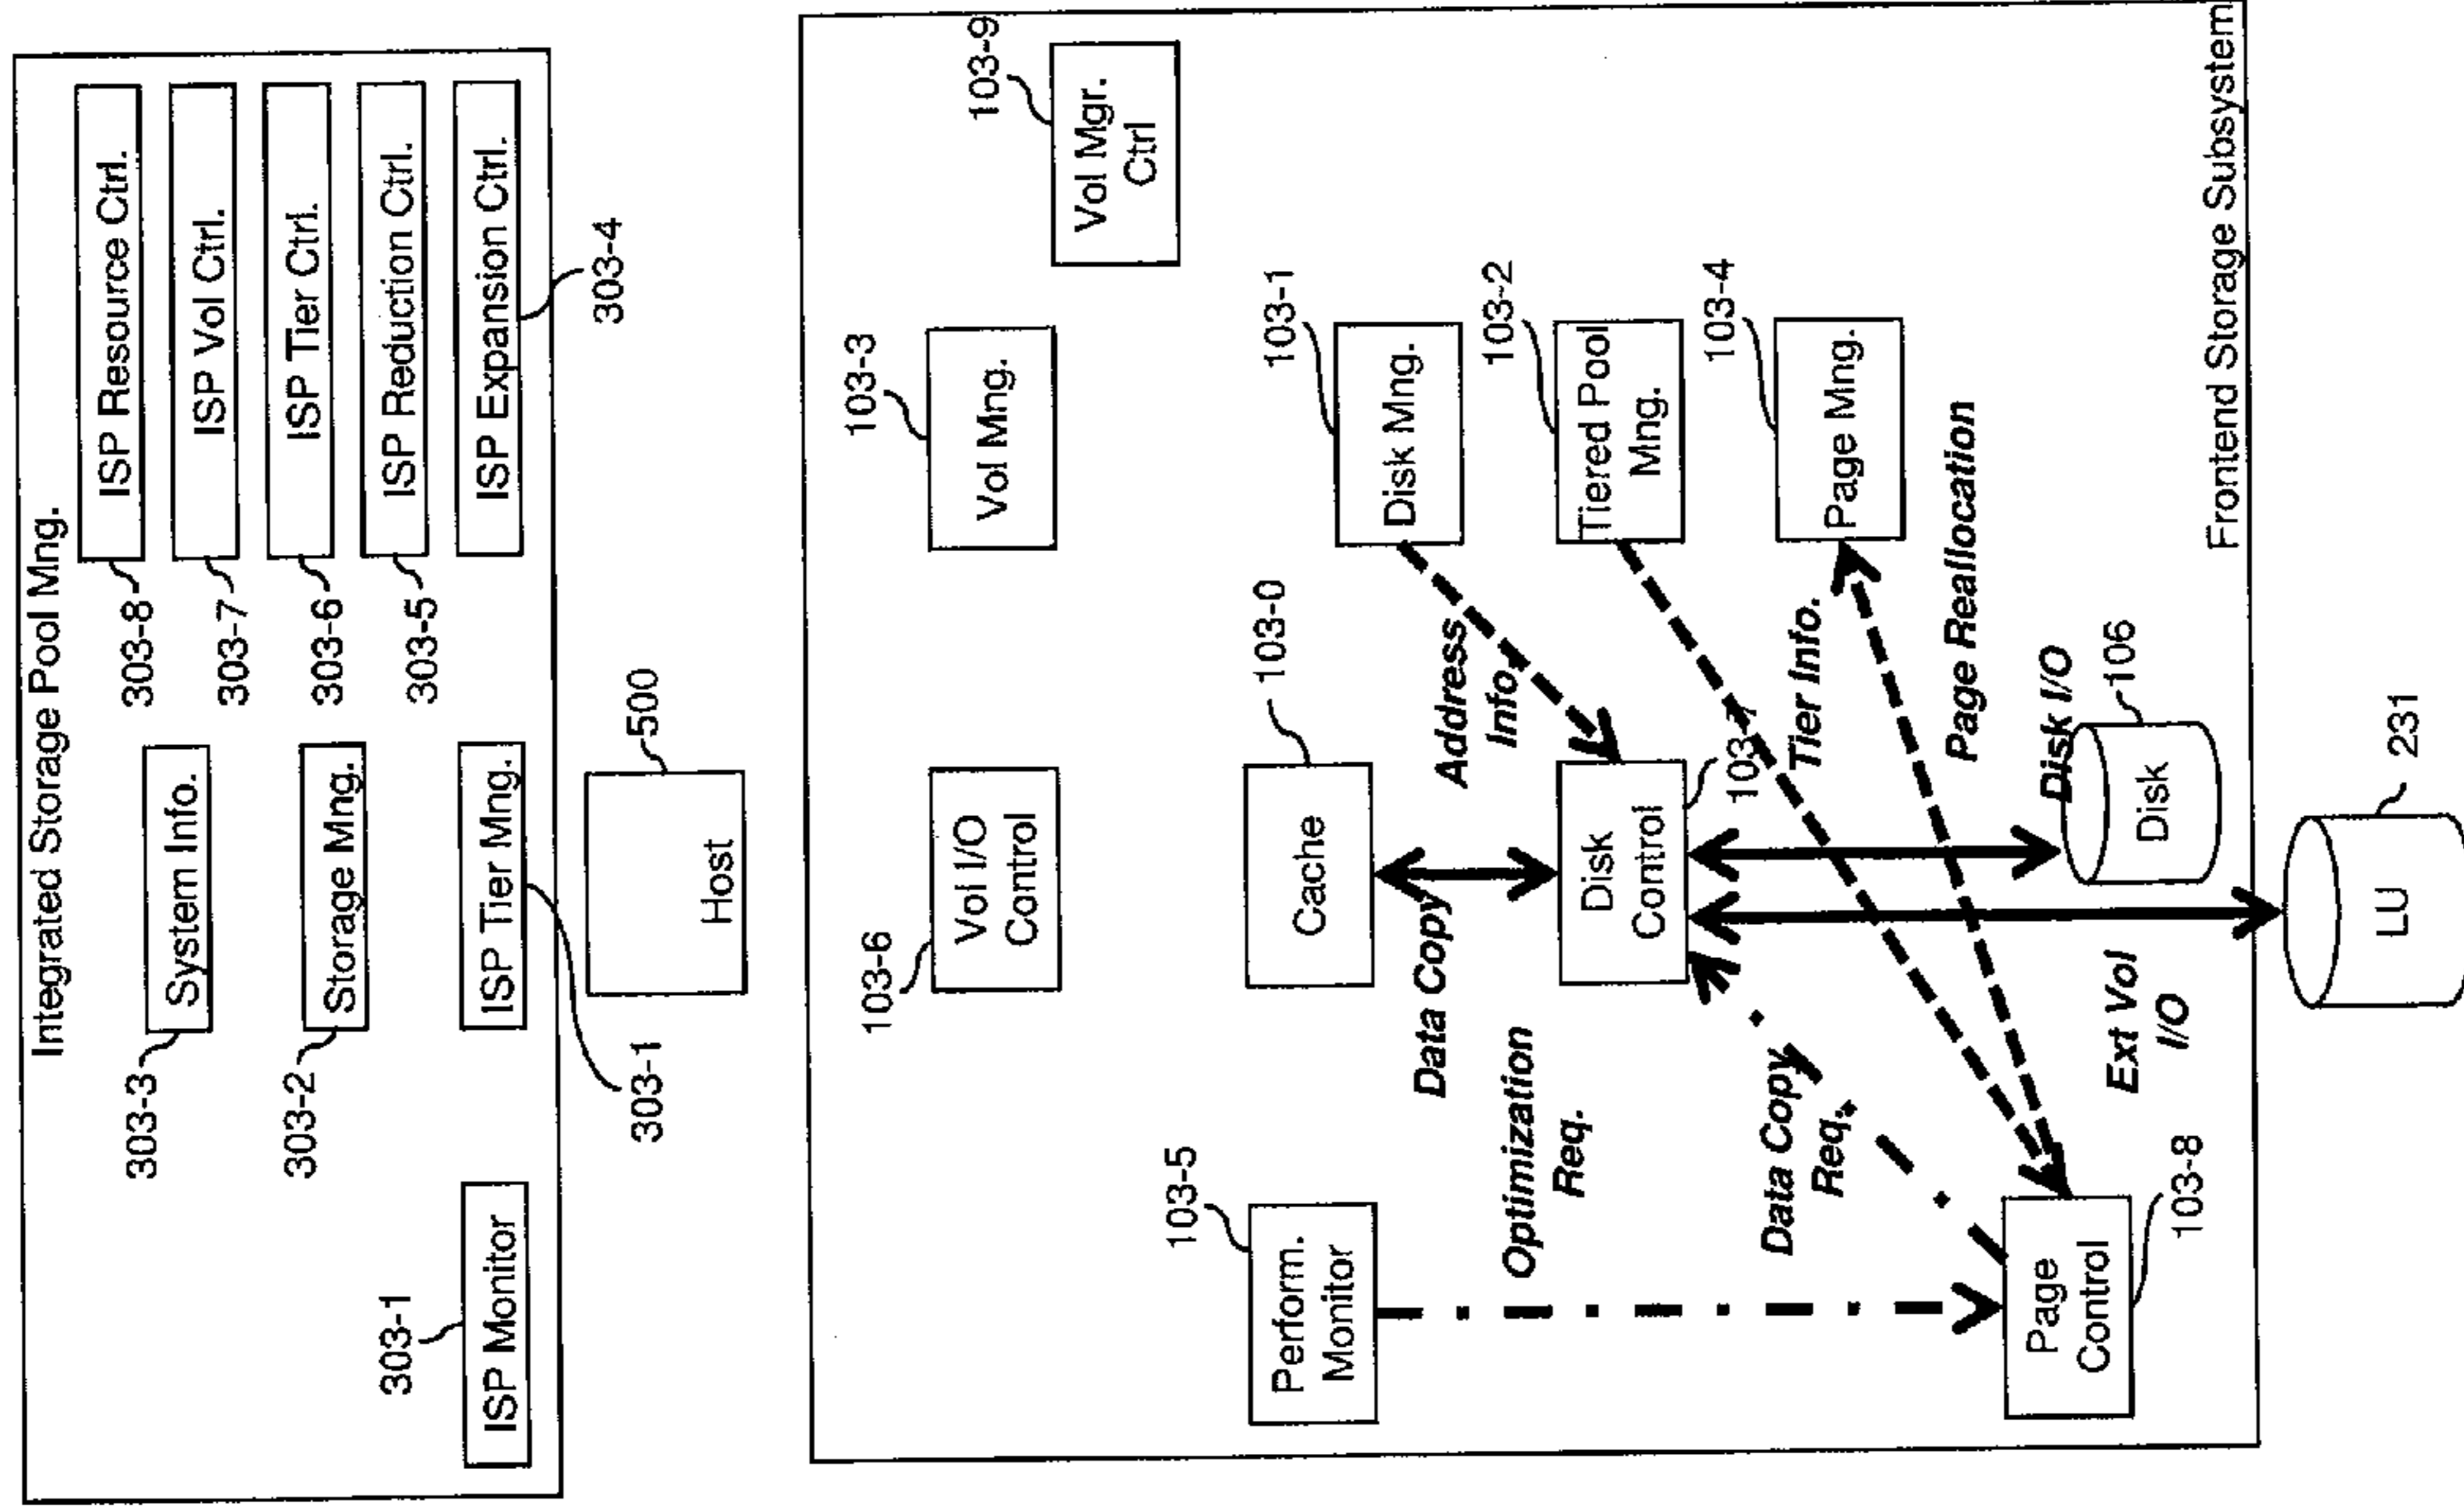 Integrated Storage Pool Mng.
303-1
ISP Monitor
303-3
System Info.
303-2
Storage Mng.
ISP Tier Mng.
303-1
303-8
ISP Resource Ctrl.
303-7
ISP Vol Ctrl.
303-6
ISP Tier Ctrl.
303-5
ISP Reduction Ctrl.
ISP Expansion Ctrl.
303-4
500
Host
103-6
Vol I/O
Control
103-3
Vol Mng.
103-9
Vol Mgr.
Ctrl
103-5
Perform.
Monitor
103-0
Cache
103-1
Disk Mng.
Data Copy
Address
Info.
Optimization
Req.
Disk
Control
103-2
Tiered Pool
Mng.
Data Copy
Req.
Tier Info.
103-4
Page Mng.
Page Reallocation
Page
Control
103-8
Ext Vol
I/O
Disk I/O
106
Disk
Frontend Storage Subsystem
231
LU